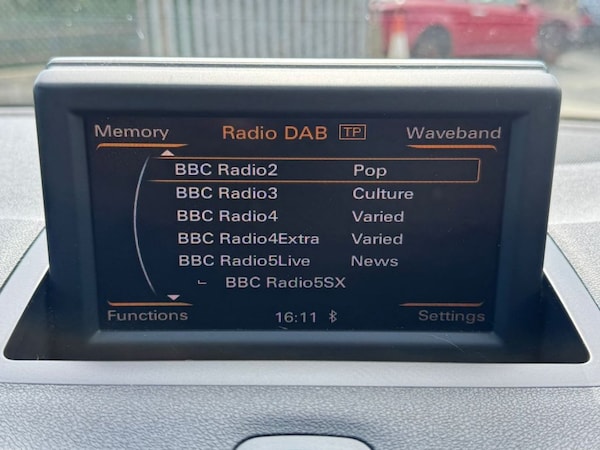 Memory Radio DAB TP Waveband
BBC Radio2 Pop
BBC Radio3 Culture
BBC Radio4 Varied
BBC Radio4Extra Varied
BBC Radio5Live News
BBC Radio5SX
Functions 16:11 Settings